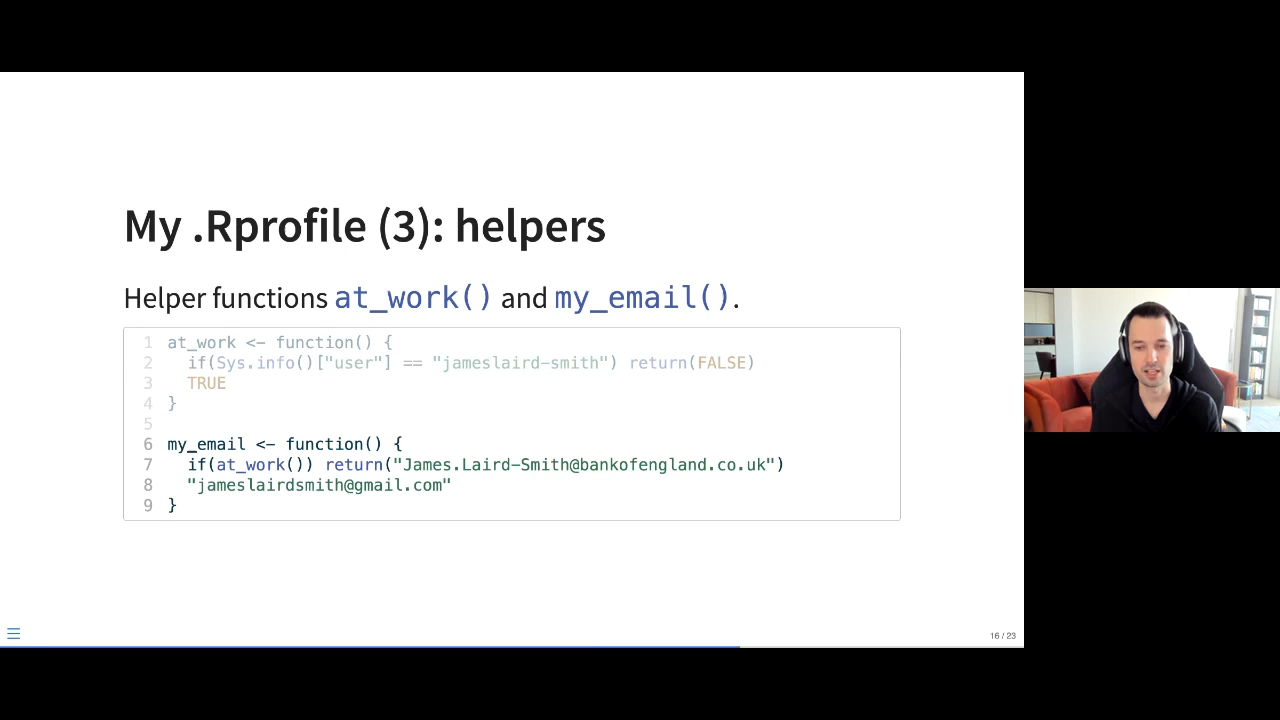 My .Rprofile (3): helpers
Helper functions at_work() and my_email().
1 at_work <- function() {
2   if(Sys.info()["user"] == "jameslaird-smith") return(FALSE)
3   TRUE
4 }
5
6 my_email <- function() {
7   if(at_work()) return("James.Laird-Smith@bankofengland.co.uk")
8   "jameslairdsmith@gmail.com"
9 }
16 / 23